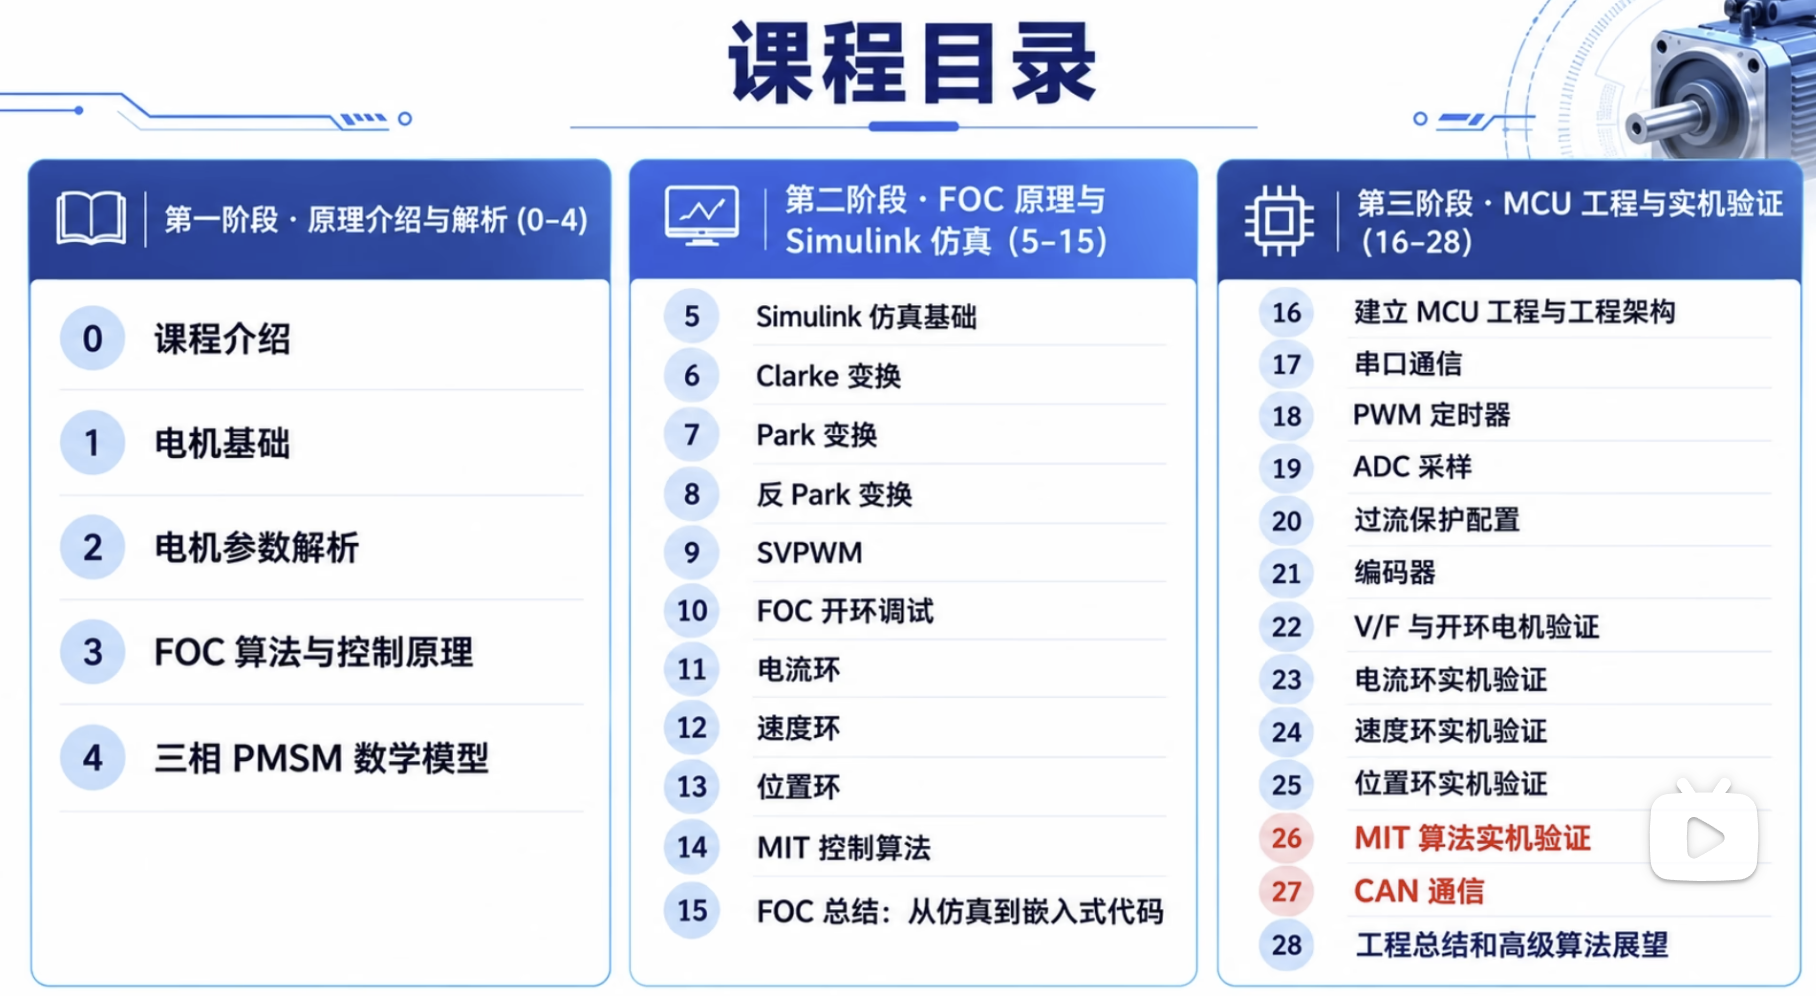 课程目录
第一阶段·原理介绍与解析 (0-4)
0 课程介绍
1 电机基础
2 电机参数解析
3 FOC 算法与控制原理
4 三相 PMSM 数学模型
第二阶段·FOC 原理与
Simulink 仿真（5-15）
5 Simulink 仿真基础
6 Clarke 变换
7 Park 变换
8 反 Park 变换
9 SVPWM
10 FOC 开环调试
11 电流环
12 速度环
13 位置环
14 MIT 控制算法
15 FOC 总结：从仿真到嵌入式代码
第三阶段·MCU 工程与实机验证
（16-28）
16 建立 MCU 工程与工程架构
17 串口通信
18 PWM 定时器
19 ADC 采样
20 过流保护配置
21 编码器
22 V/F 与开环电机验证
23 电流环实机验证
24 速度环实机验证
25 位置环实机验证
26 MIT 算法实机验证
27 CAN 通信
28 工程总结和高级算法展望